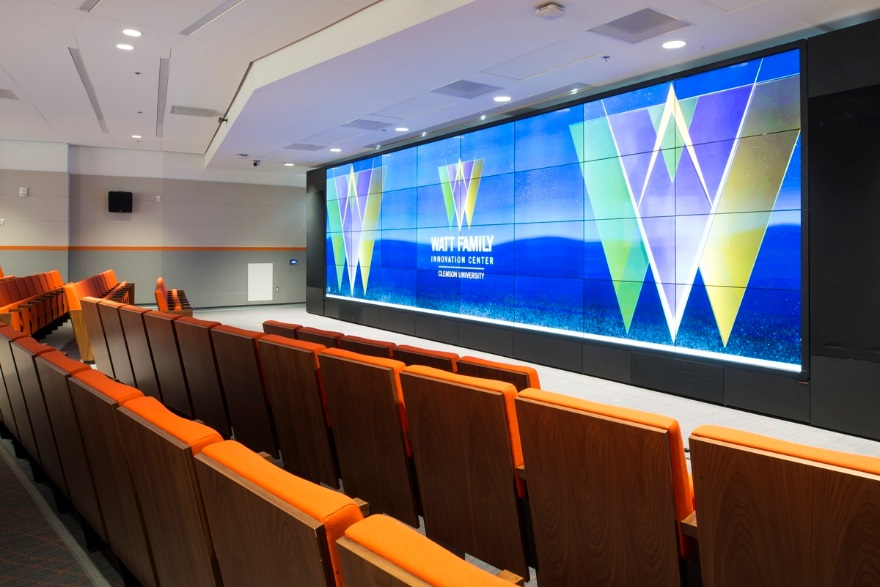 WATT FAMILY
INNOVATION CENTER
CLEMSON UNIVERSITY